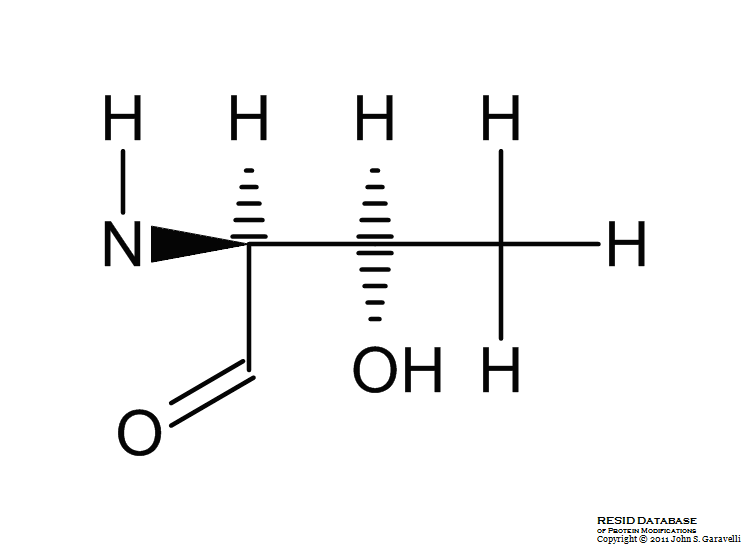 H H H H
N H
OH H
O
RESID DATABASE
OF PROTEIN MODIFICATIONS
Copyright © 2011 John S. Garavelli